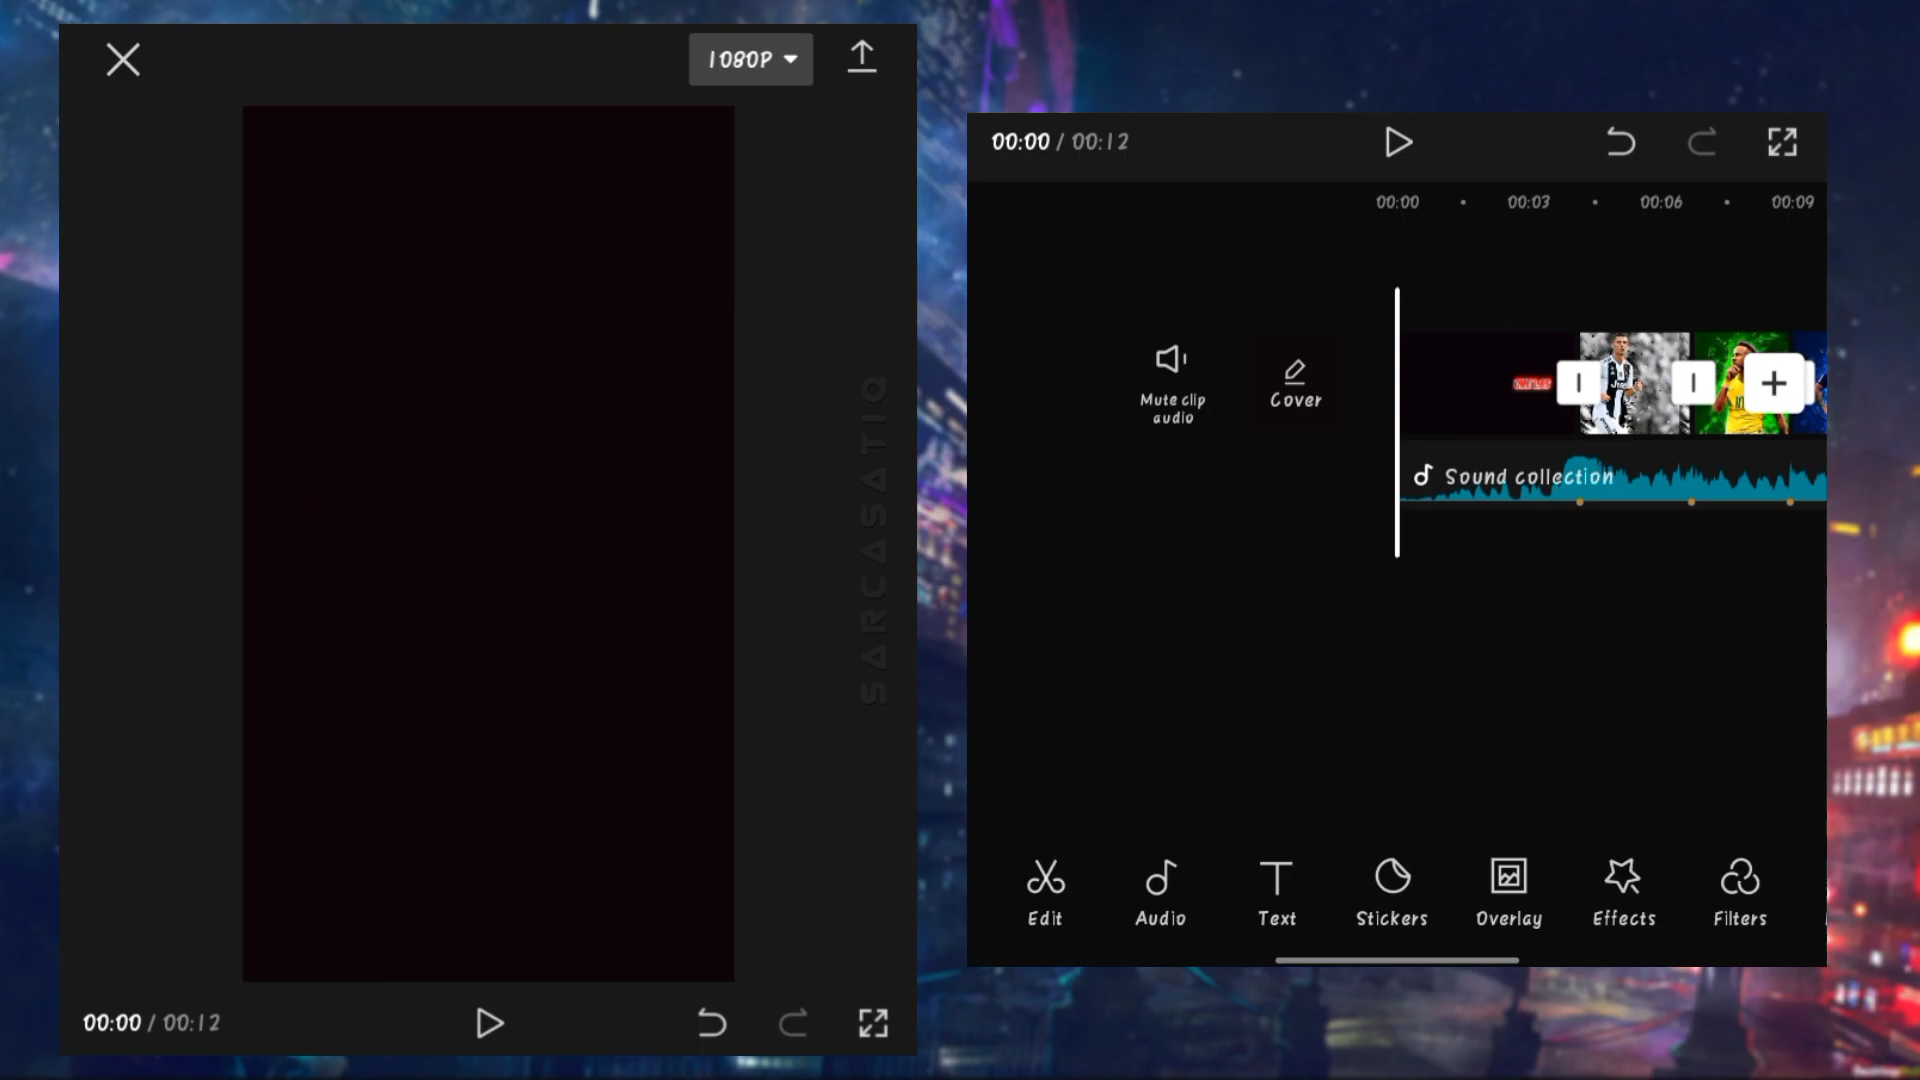 1080P
SARCASATIO
00:00 / 00:12
00:00 / 00:12
00:00 00:03 00:06 00:09
Mute clip
audio
Cover
Sound collection
Edit Audio Text Stickers Overlay Effects Filters